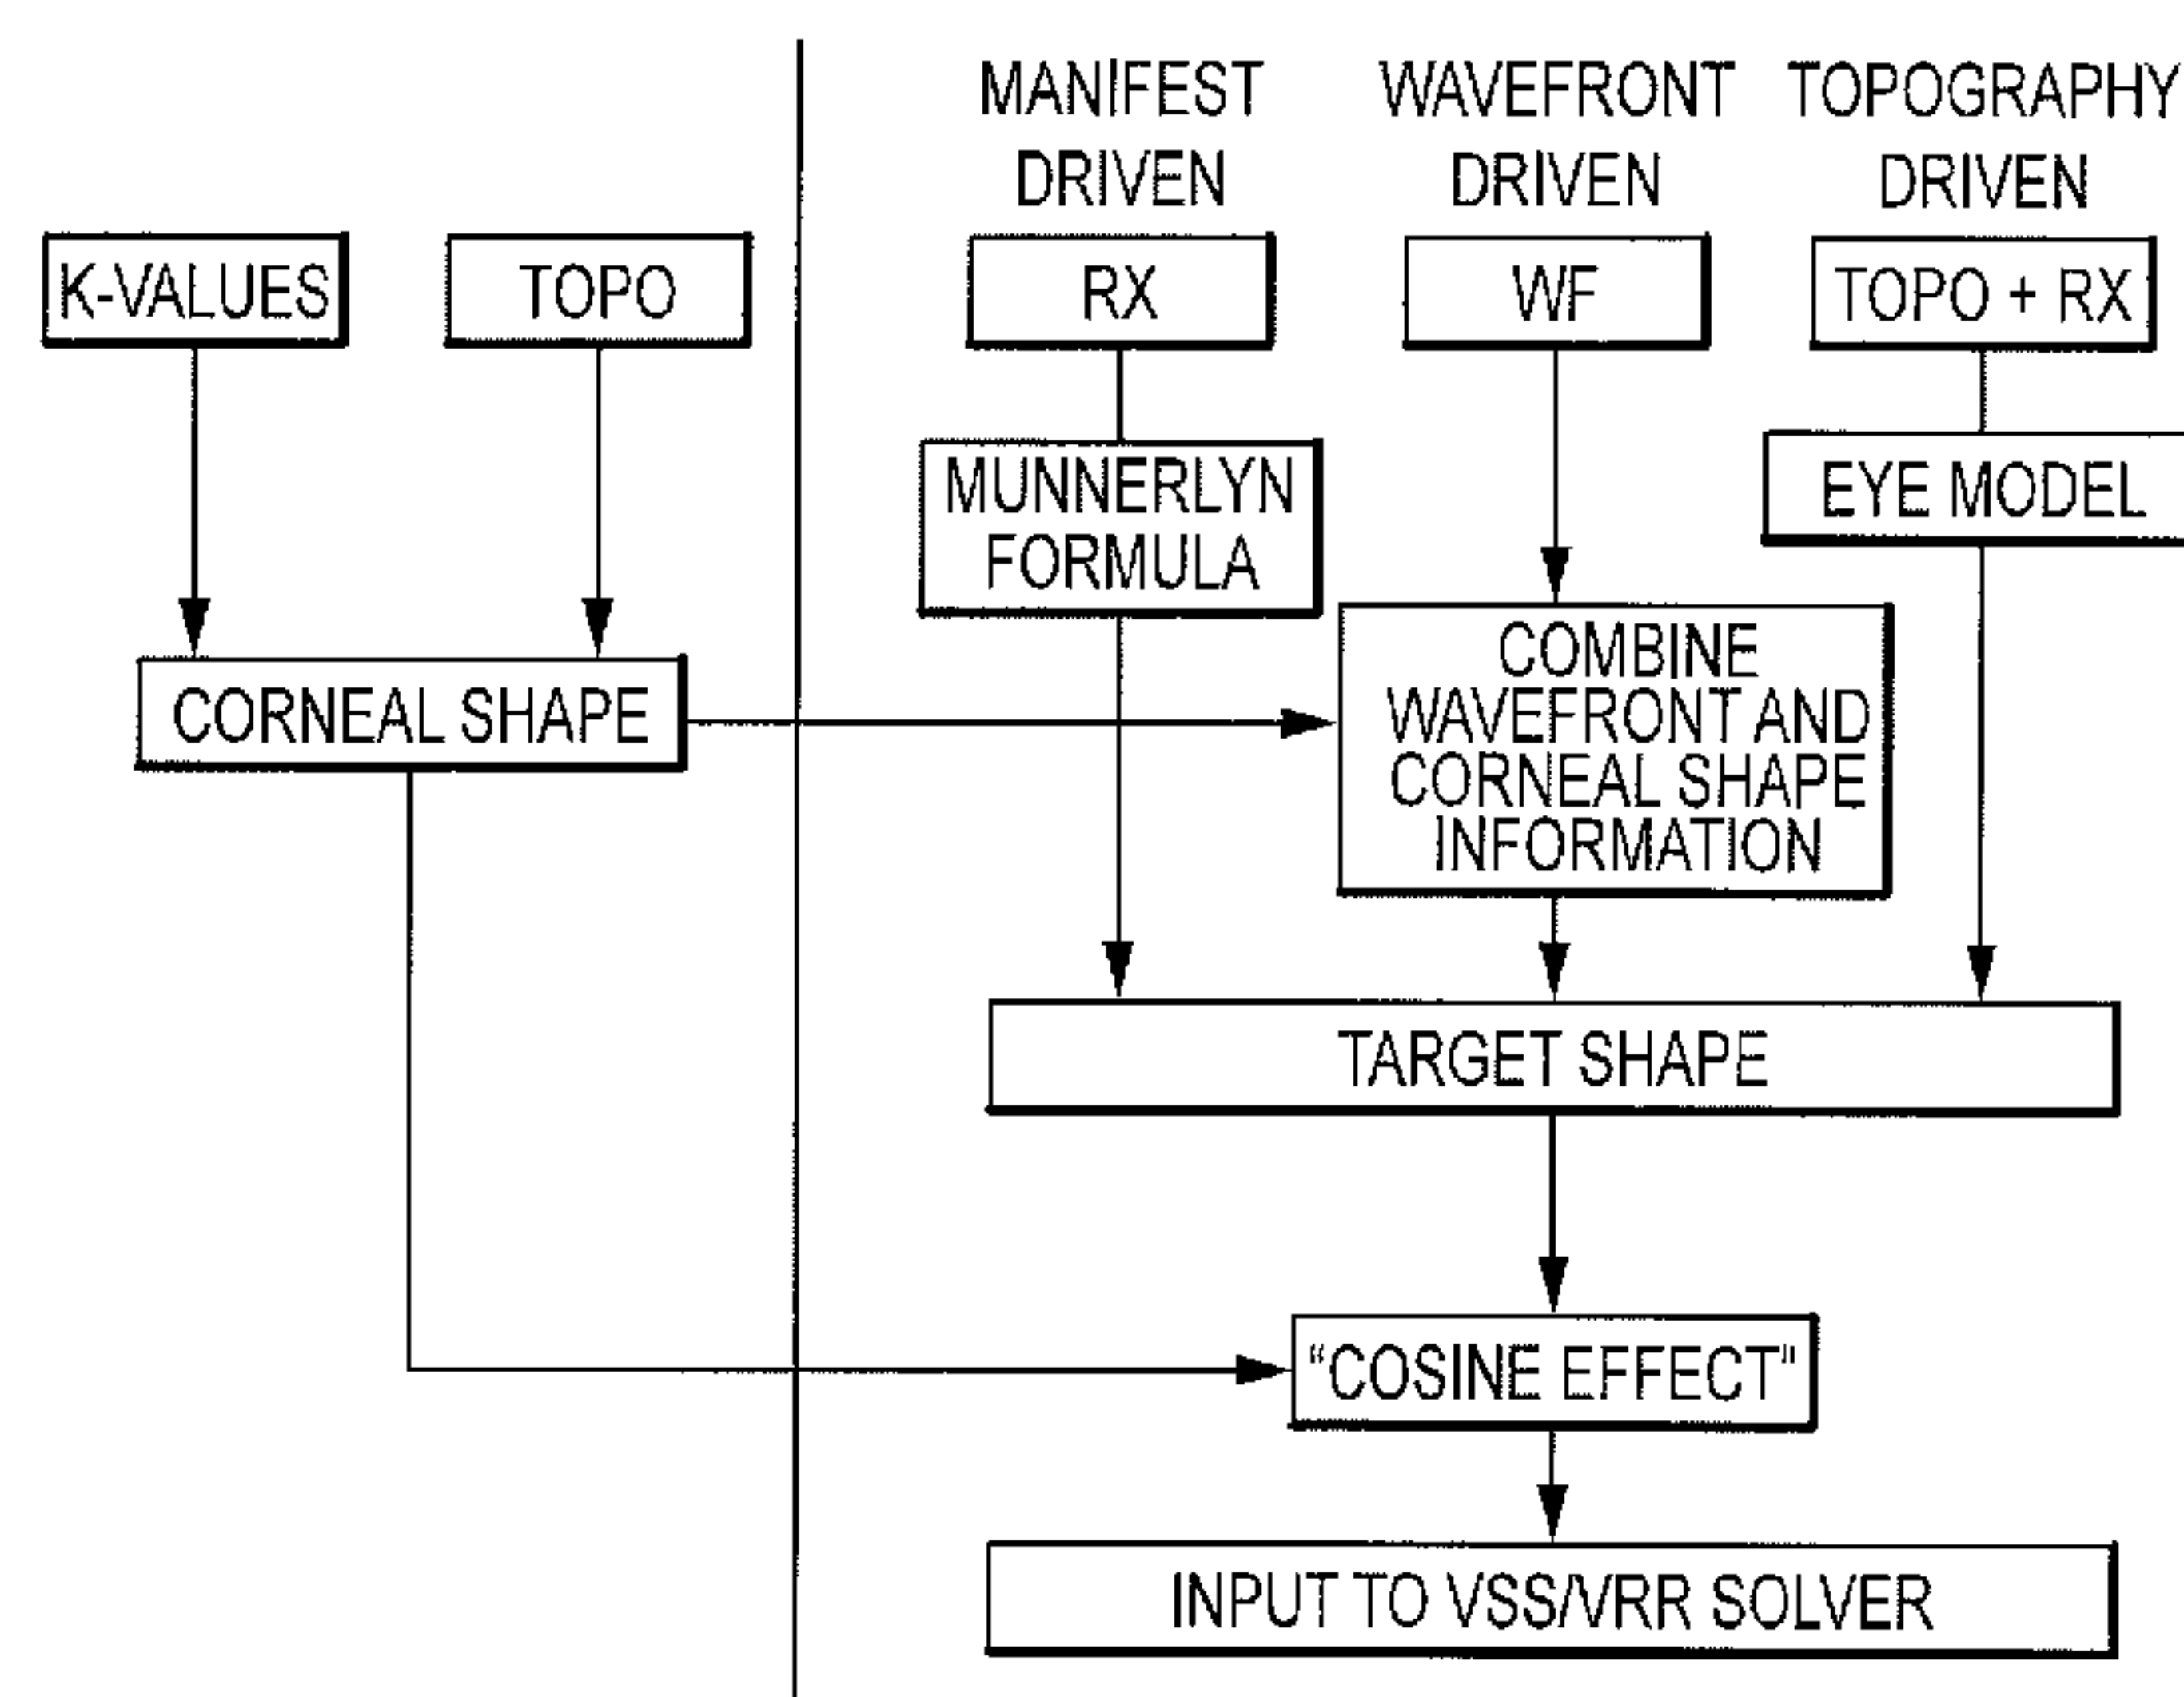 MANIFEST
DRIVEN
WAVEFRONT
DRIVEN
TOPOGRAPHY
DRIVEN
K-VALUES
TOPO
RX
WF
TOPO + RX
MUNNERLYN
FORMULA
EYE MODEL
CORNEAL SHAPE
COMBINE
WAVEFRONT AND
CORNEAL SHAPE
INFORMATION
TARGET SHAPE
“COSINE EFFECT”
INPUT TO VSS/VRR SOLVER